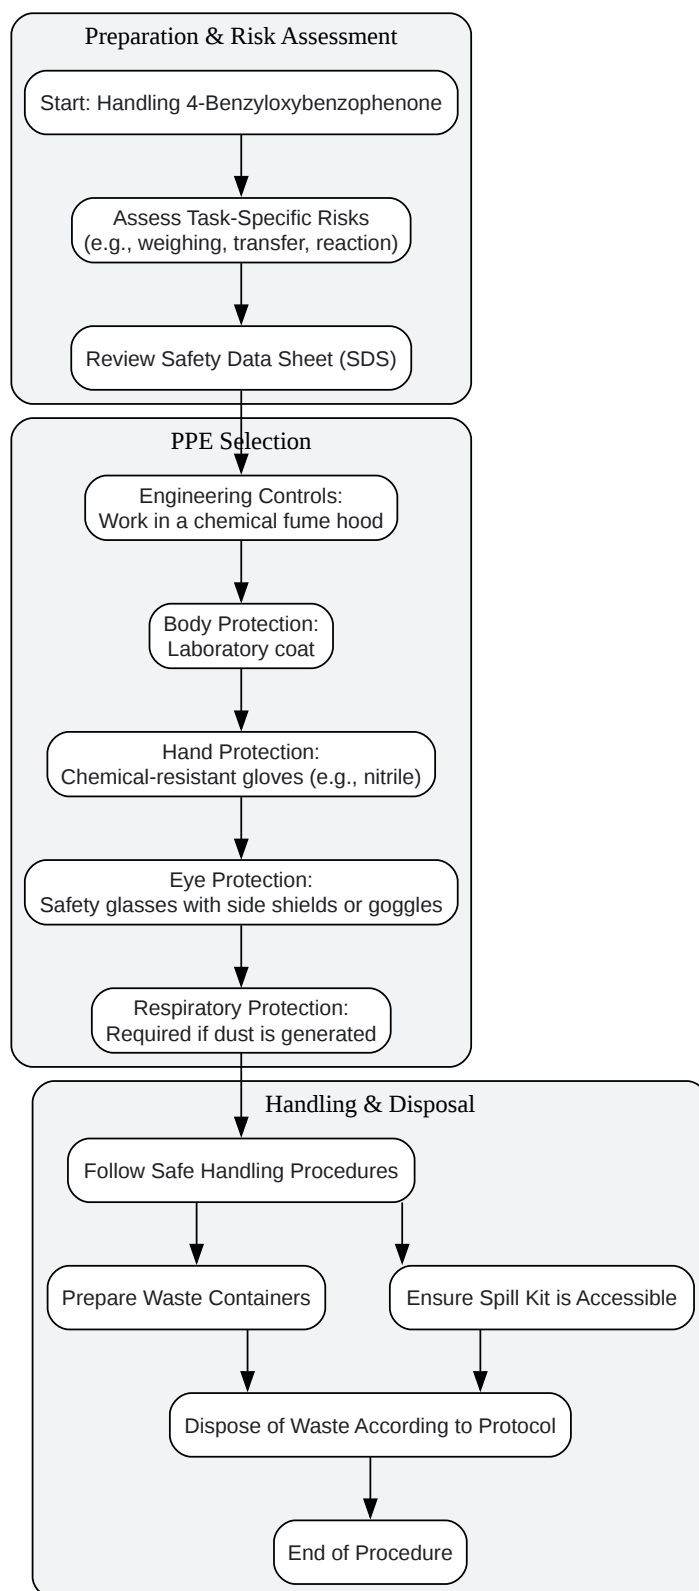 Preparation & Risk Assessment
Start: Handling 4-Benzyloxybenzophenone
Assess Task-Specific Risks
(e.g., weighing, transfer, reaction)
Review Safety Data Sheet (SDS)
PPE Selection
Engineering Controls:
Work in a chemical fume hood
Body Protection:
Laboratory coat
Hand Protection:
Chemical-resistant gloves (e.g., nitrile)
Eye Protection:
Safety glasses with side shields or goggles
Respiratory Protection:
Required if dust is generated
Handling & Disposal
Follow Safe Handling Procedures
Prepare Waste Containers
Ensure Spill Kit is Accessible
Dispose of Waste According to Protocol
End of Procedure